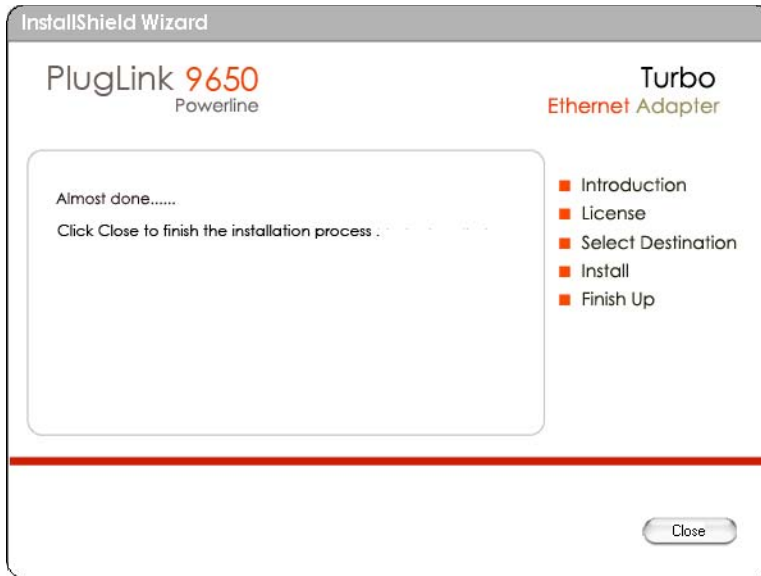 InstallShield Wizard
PlugLink 9650
Powerline
Turbo
Ethernet Adapter
Almost done......
Click Close to finish the installation process .
Introduction
License
Select Destination
Install
Finish Up
Close